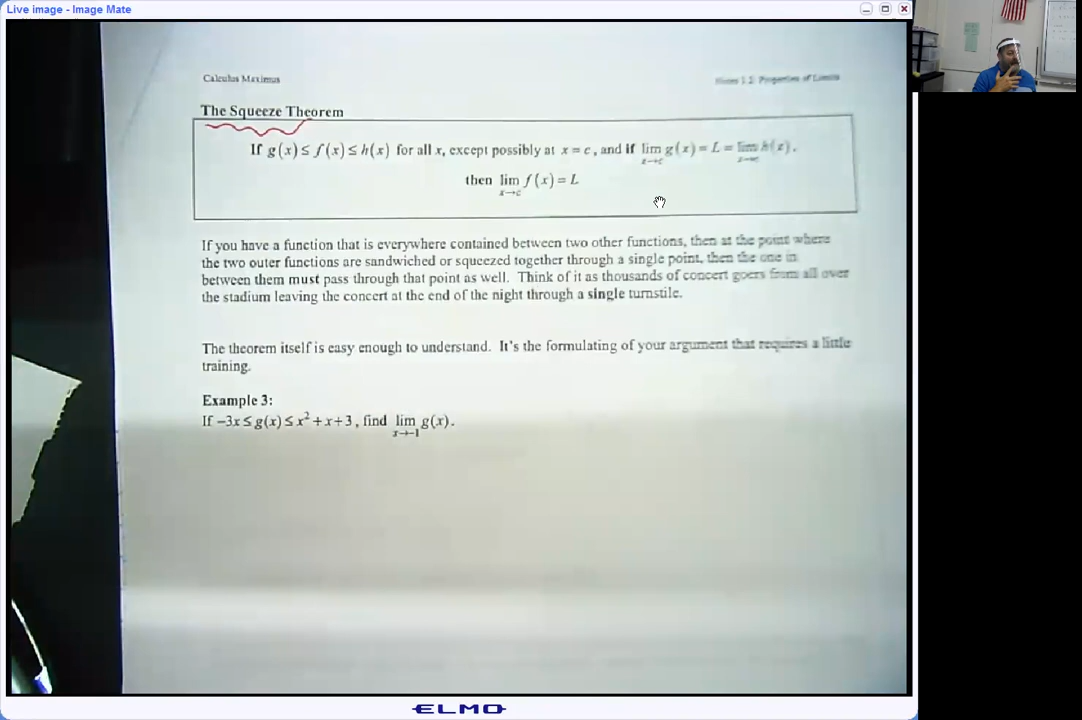 Live image - Image Mate
Calculus Maximus
Notes 1.2: Properties of Limits
The Squeeze Theorem
If g(x) ≤ f(x) ≤ h(x) for all x, except possibly at x = c, and if lim g(x) = L = lim h(x),
x→c x→c
then lim f(x) = L
x→c
If you have a function that is everywhere contained between two other functions, then at the point where
the two outer functions are sandwiched or squeezed together through a single point, then the one in
between them must pass through that point as well. Think of it as thousands of concert goers from all over
the stadium leaving the concert at the end of the night through a single turnstile.
The theorem itself is easy enough to understand. It's the formulating of your argument that requires a little
training.
Example 3:
If −3x ≤ g(x) ≤ x² + x + 3, find lim g(x).
x→−1
ELMO